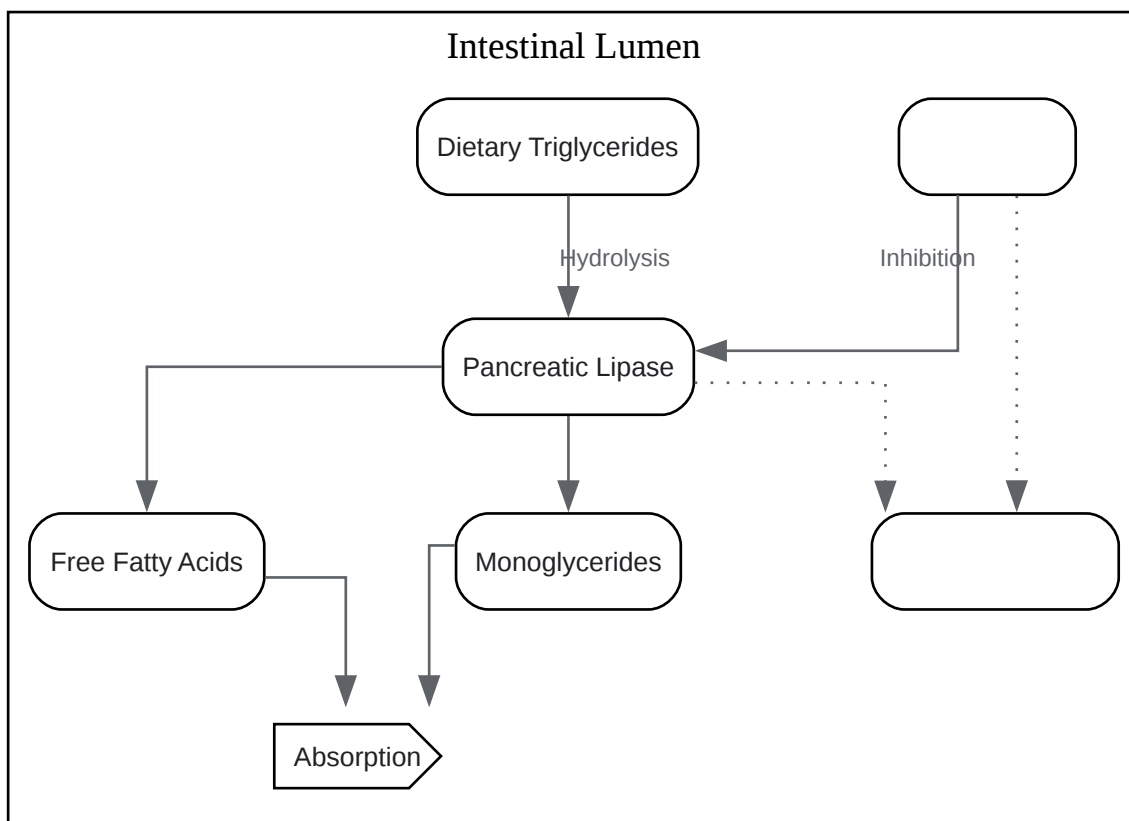 Intestinal Lumen
Dietary Triglycerides
Hydrolysis
Inhibition
Pancreatic Lipase
Free Fatty Acids
Monoglycerides
Absorption